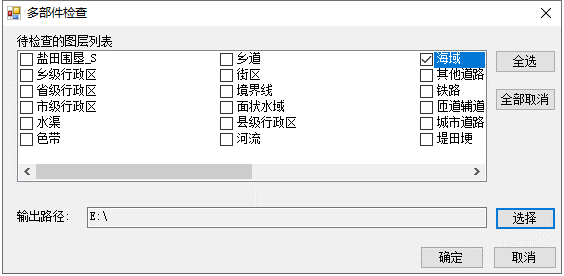 多部件检查
待检查的图层列表
盐田围垦_S 乡道 海域 全选
乡级行政区 街区 其他道路
省级行政区 境界线 铁路 全部取消
市级行政区 面状水域 匝道辅道
水渠 县级行政区 城市道路
色带 河流 堤田埂
输出路径: E:\ 选择
确定 取消